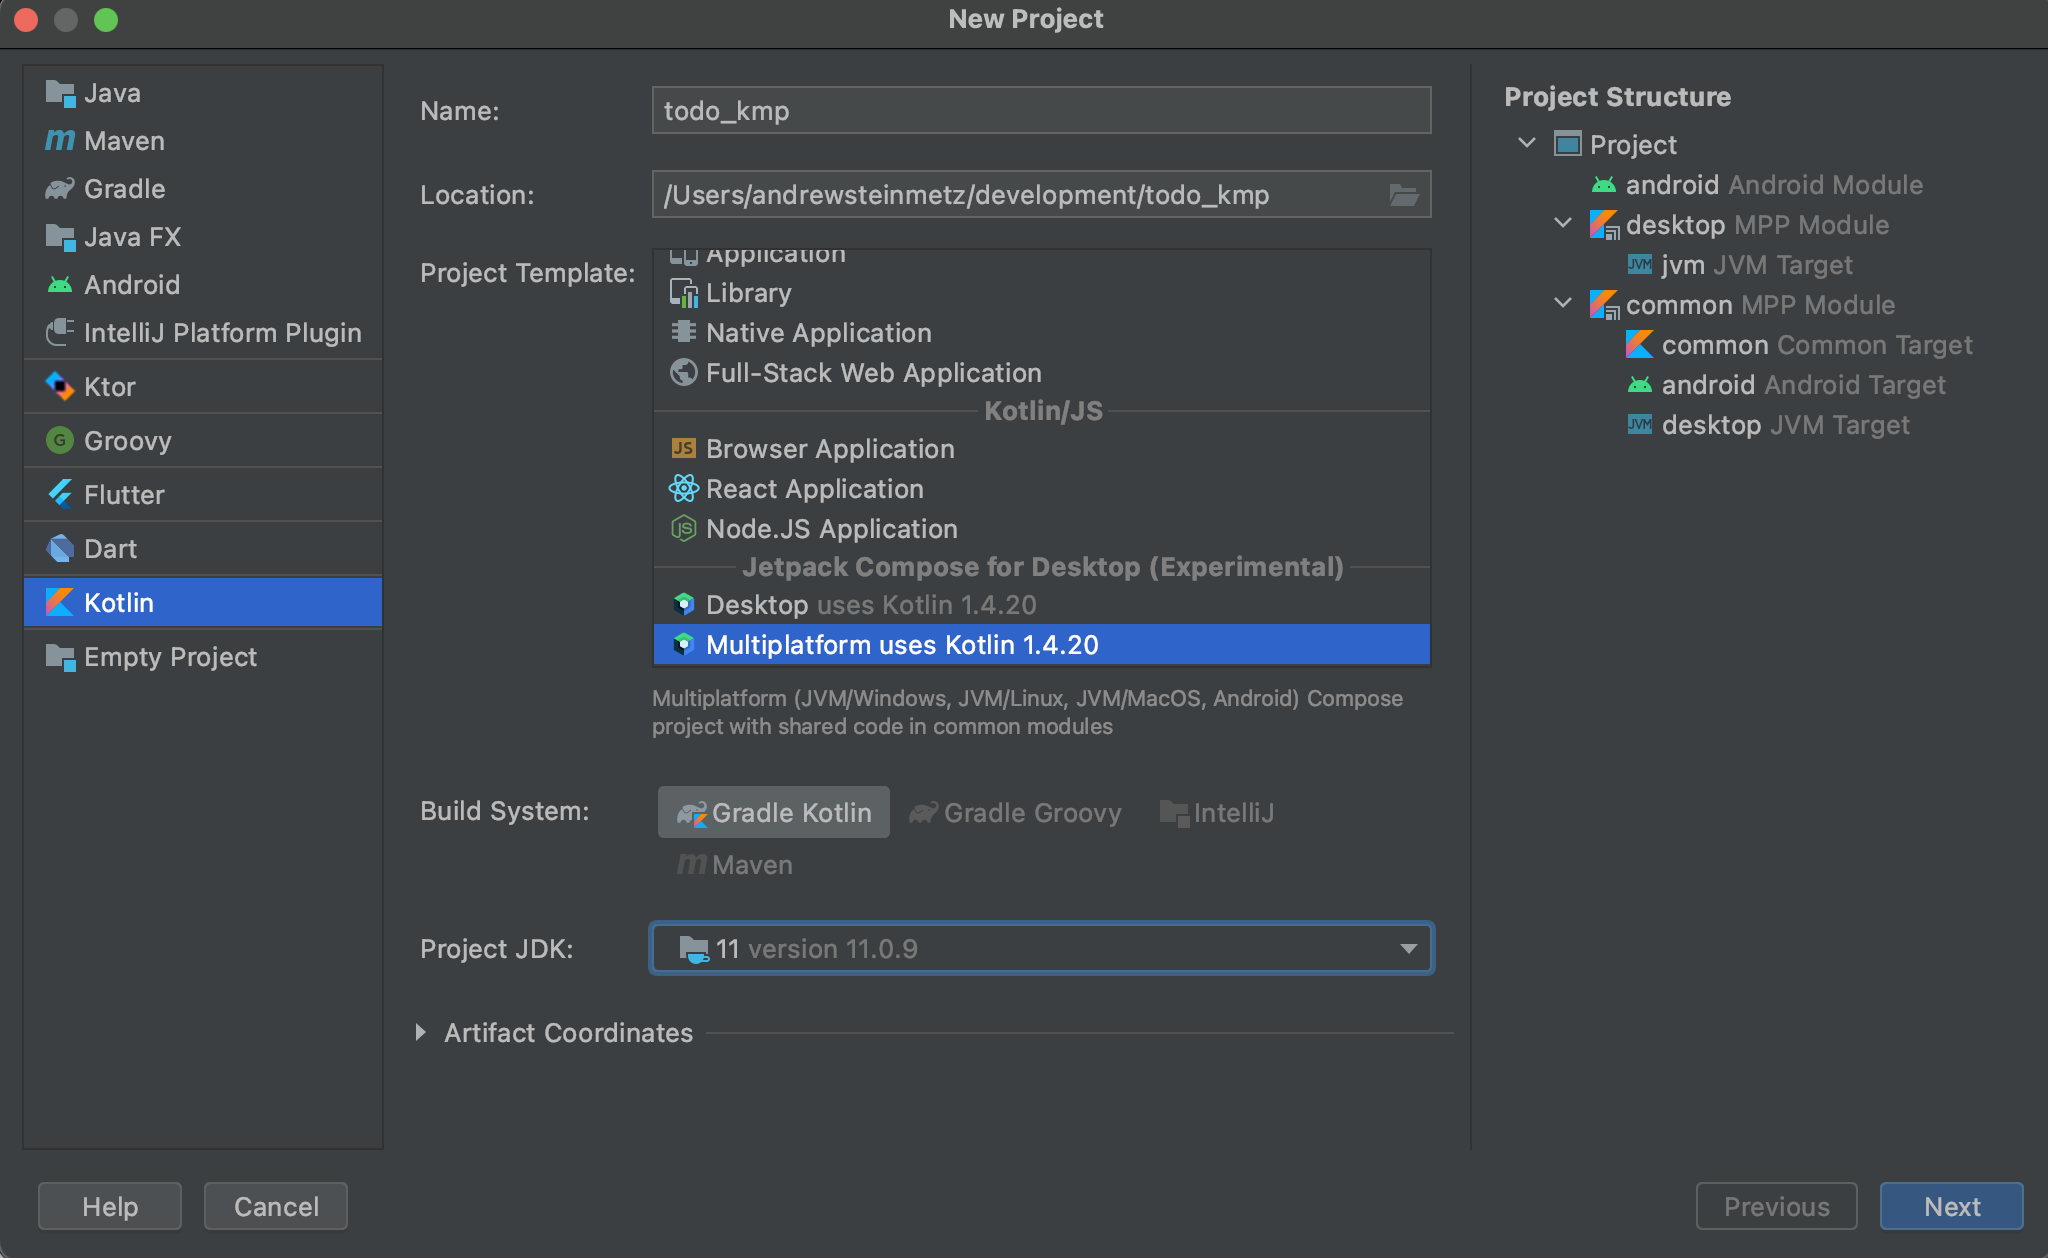 New Project
Java
Maven
Gradle
Java FX
Android
IntelliJ Platform Plugin
Ktor
Groovy
Flutter
Dart
Kotlin
Empty Project
Name: todo_kmp
Location: /Users/andrewsteinmetz/development/todo_kmp
Project Template:
Application
Library
Native Application
Full-Stack Web Application
Kotlin/JS
JS Browser Application
React Application
JS Node.JS Application
Jetpack Compose for Desktop (Experimental)
Desktop uses Kotlin 1.4.20
Multiplatform uses Kotlin 1.4.20
Multiplatform (JVM/Windows, JVM/Linux, JVM/MacOS, Android) Compose
project with shared code in common modules
Build System: Gradle Kotlin Gradle Groovy IntelliJ
Maven
Project JDK: 11 version 11.0.9
Artifact Coordinates
Project Structure
Project
android Android Module
desktop MPP Module
JVM jvm JVM Target
common MPP Module
common Common Target
android Android Target
JVM desktop JVM Target
Help Cancel Previous Next